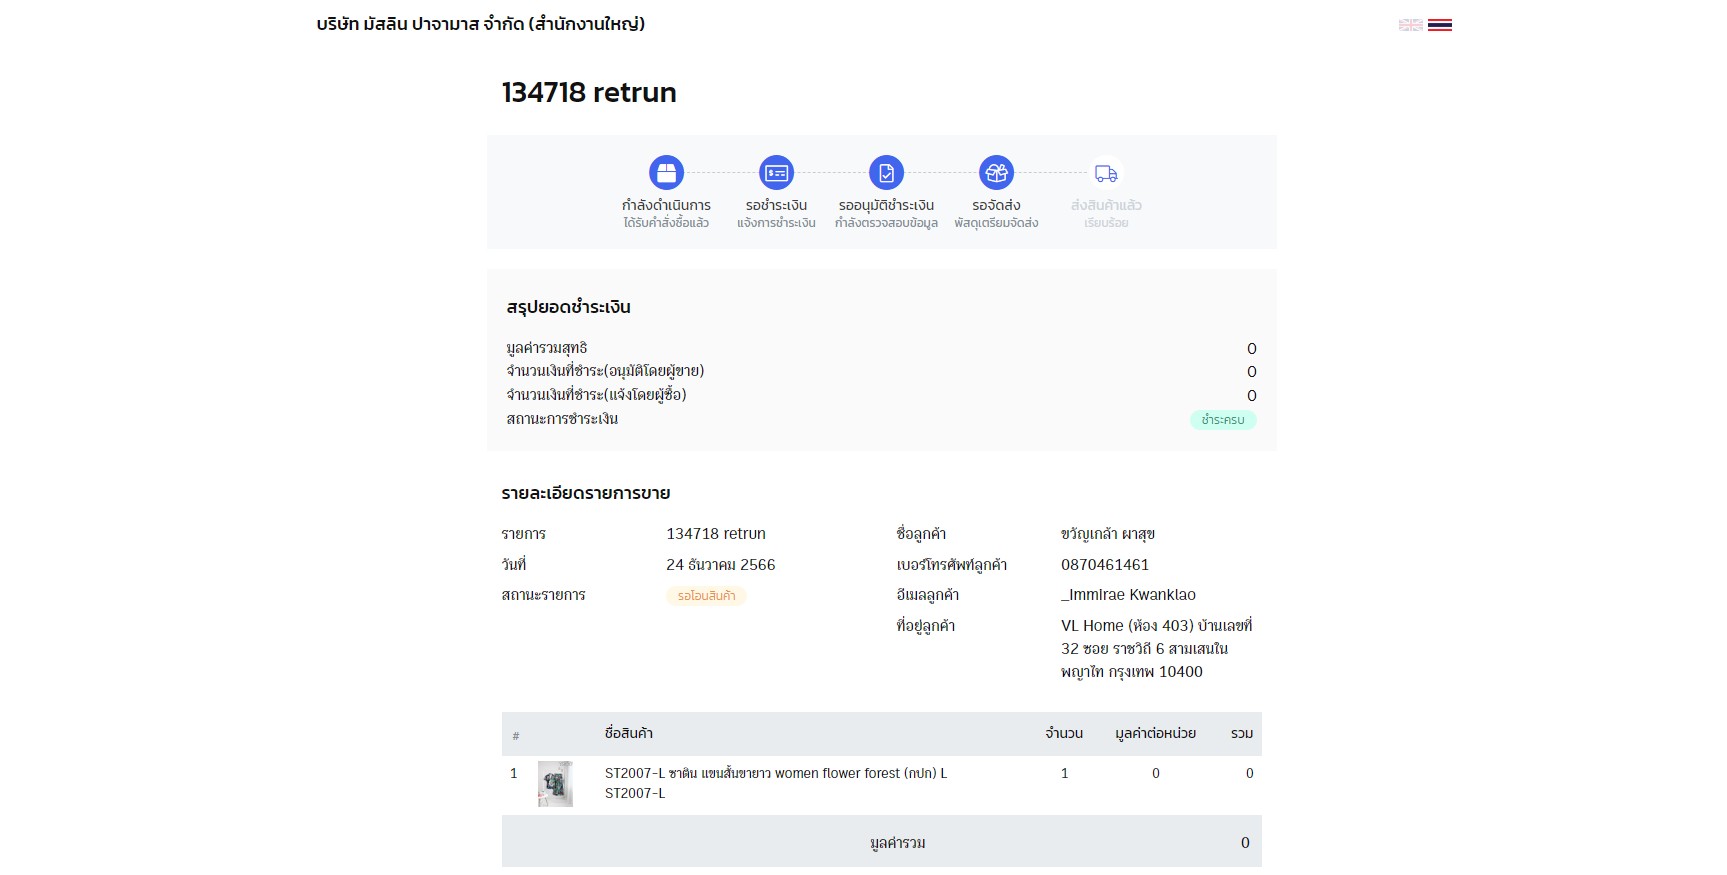 บริษัท มัสลิน ปาจามาส จำกัด (สำนักงานใหญ่)
134718 retrun
กำลังดำเนินการ รอชำระเงิน รออนุมัติชำระเงิน รอจัดส่ง ส่งสินค้าแล้ว
ได้รับคำสั่งซื้อแล้ว แจ้งการชำระเงิน กำลังตรวจสอบข้อมูล พัสดุเตรียมจัดส่ง เรียบร้อย
สรุปยอดชำระเงิน
มูลค่ารวมสุทธิ 0
จำนวนเงินที่ชำระ(อนุมัติโดยผู้ขาย) 0
จำนวนเงินที่ชำระ(แจ้งโดยผู้ซื้อ) 0
สถานะการชำระเงิน ชำระครบ
รายละเอียดรายการขาย
รายการ 134718 retrun ชื่อลูกค้า ขวัญเกล้า ผาสุข
วันที่ 24 ธันวาคม 2566 เบอร์โทรศัพท์ลูกค้า 0870461461
สถานะรายการ รอโอนสินค้า อีเมลลูกค้า _Immirae Kwanklao
ที่อยู่ลูกค้า VL Home (ห้อง 403) บ้านเลขที่
32 ซอย ราชวิถี 6 สามเสนใน
พญาไท กรุงเทพ 10400
# ชื่อสินค้า จำนวน มูลค่าต่อหน่วย รวม
1 ST2007-L ซาติน แขนสั้นขายาว women flower forest (กปก) L 1 0 0
ST2007-L
มูลค่ารวม 0